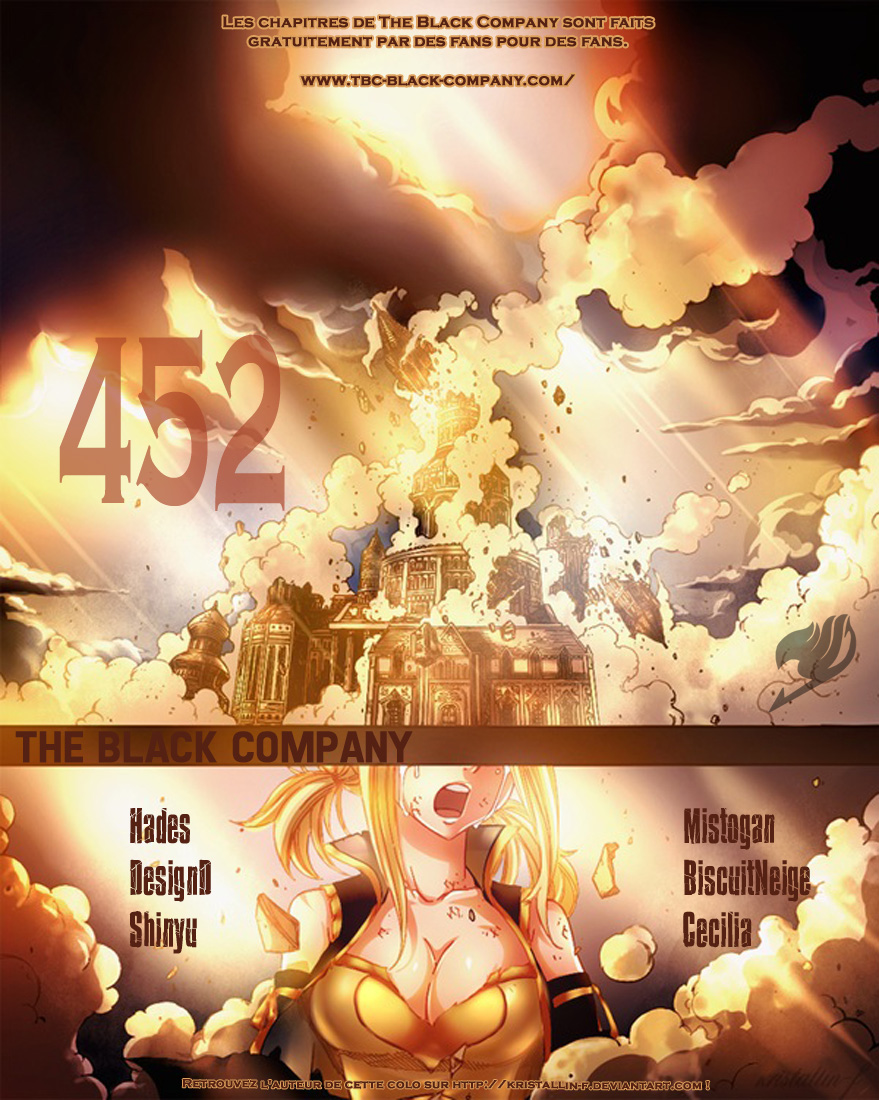 Les chapitres de The Black Company sont faits
gratuitement par des fans pour des fans.
www.tbc-black-company.com/
452
THE BLACK COMPANY
Hades
DesignD
Shinyu
Mistogan
BiscuitNeige
Cecilia
Retrouvez l'auteur de cette colo sur http://kristallin-f.deviantart.com !
kristallin-f